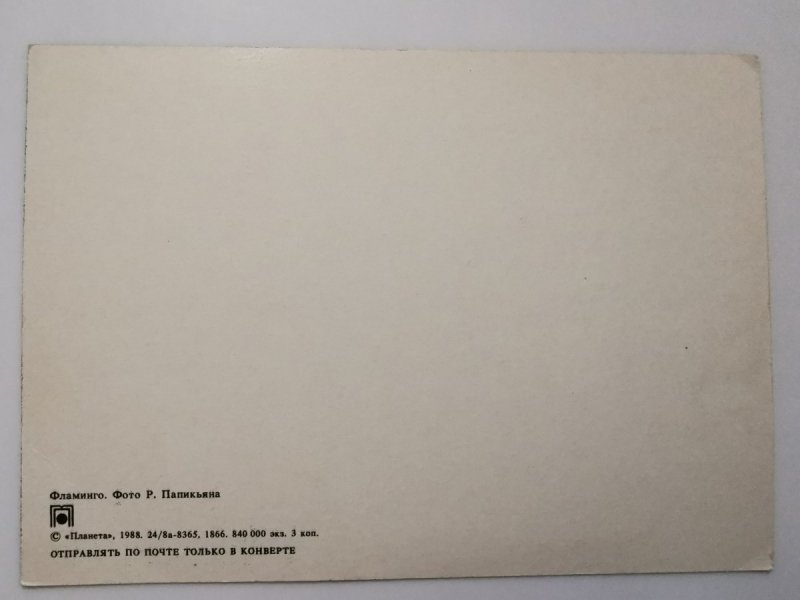 Фламинго. Фото Р. Папикьяна
© «Планета», 1988. 24/8а-8365, 1866. 840 000 экз. 3 коп.
ОТПРАВЛЯТЬ ПО ПОЧТЕ ТОЛЬКО В КОНВЕРТЕ